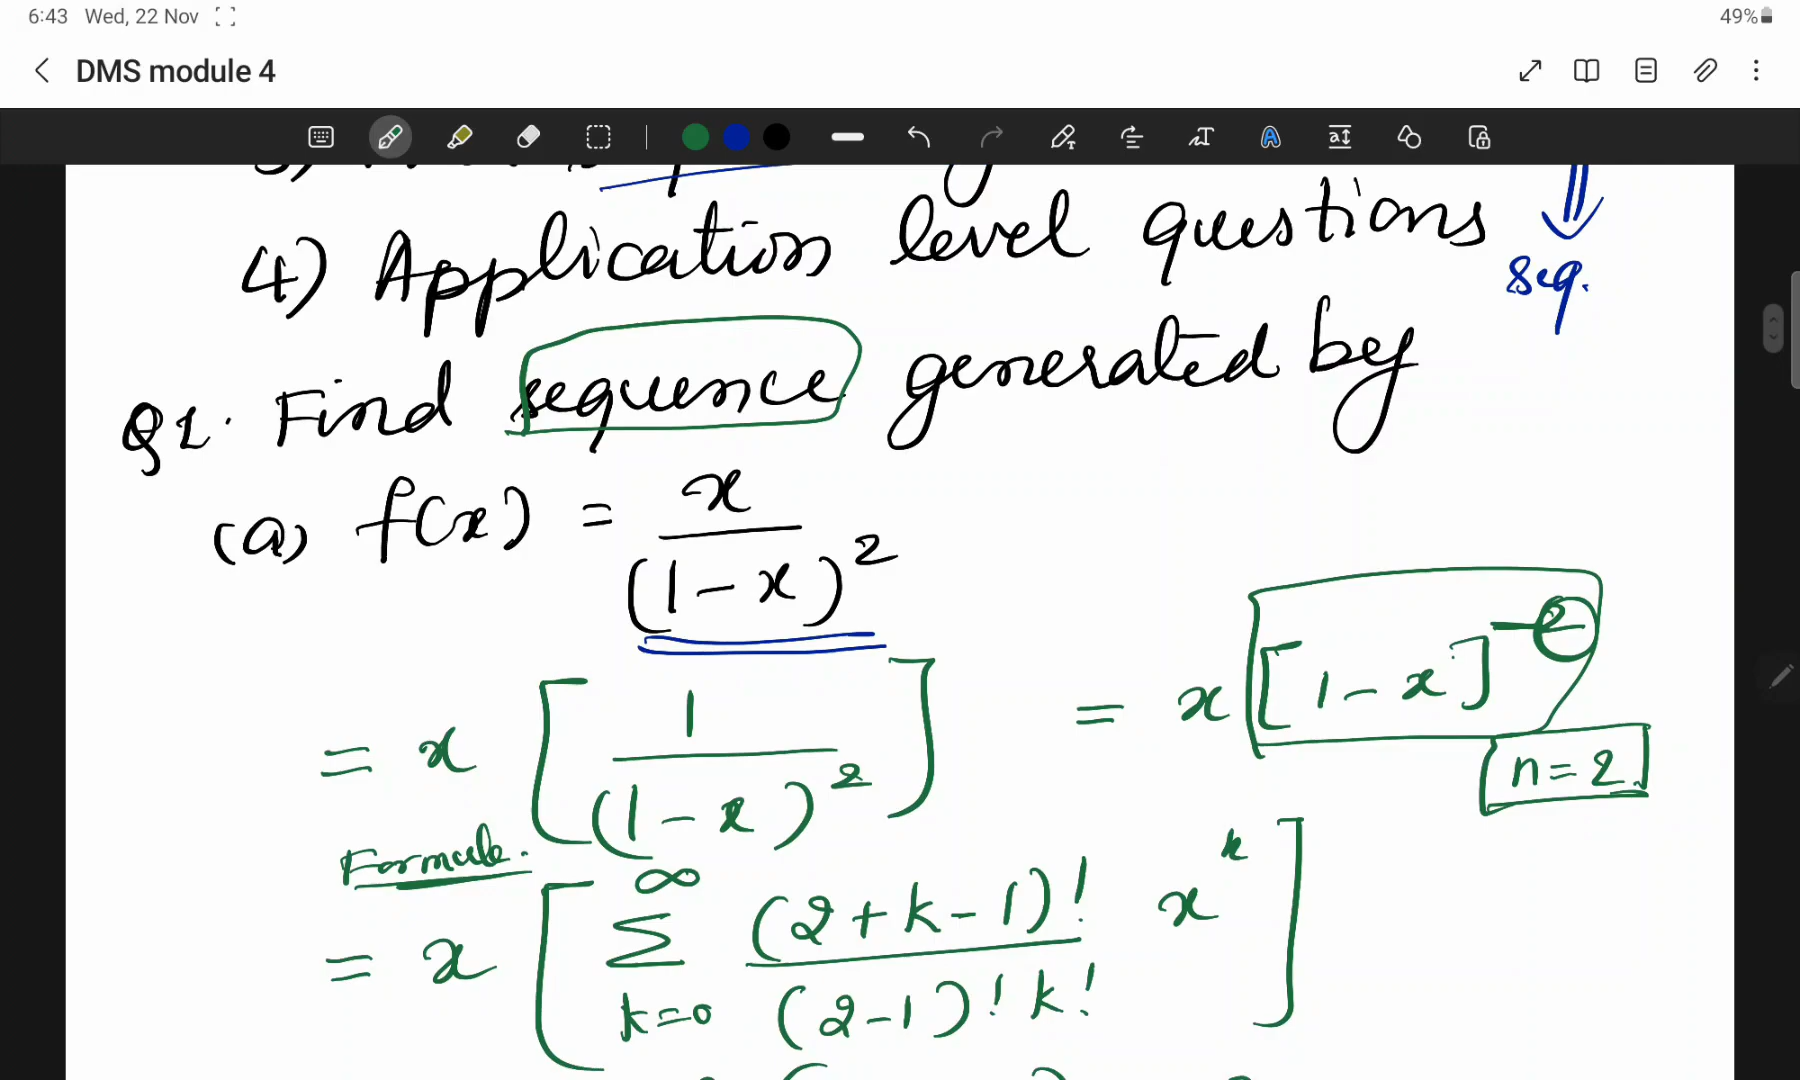 6:43 Wed, 22 Nov 49%
DMS module 4
4) Application level questions
seq.
Q1. Find sequence generated by
(a) f(x) = x / (1-x)^2
= x [ 1 / (1-x)^2 ] = x [1-x]^-2
n=2
Formula.
= x [ ∑ k=0 ∞ (2+k-1)! / (2-1)! k! x^k ]